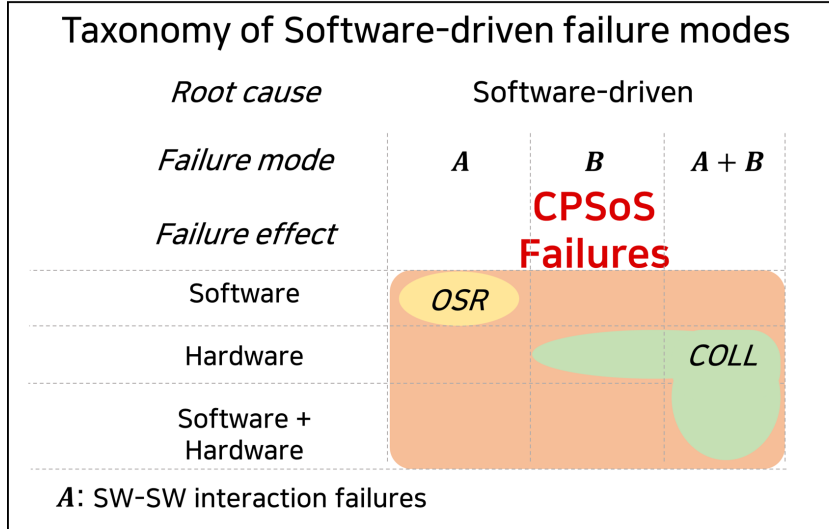 Taxonomy of Software-driven failure modes
Root cause Software-driven
Failure mode A B A + B
CPSoS
Failure effect Failures
Software OSR
Hardware COLL
Software +
Hardware
A: SW-SW interaction failures